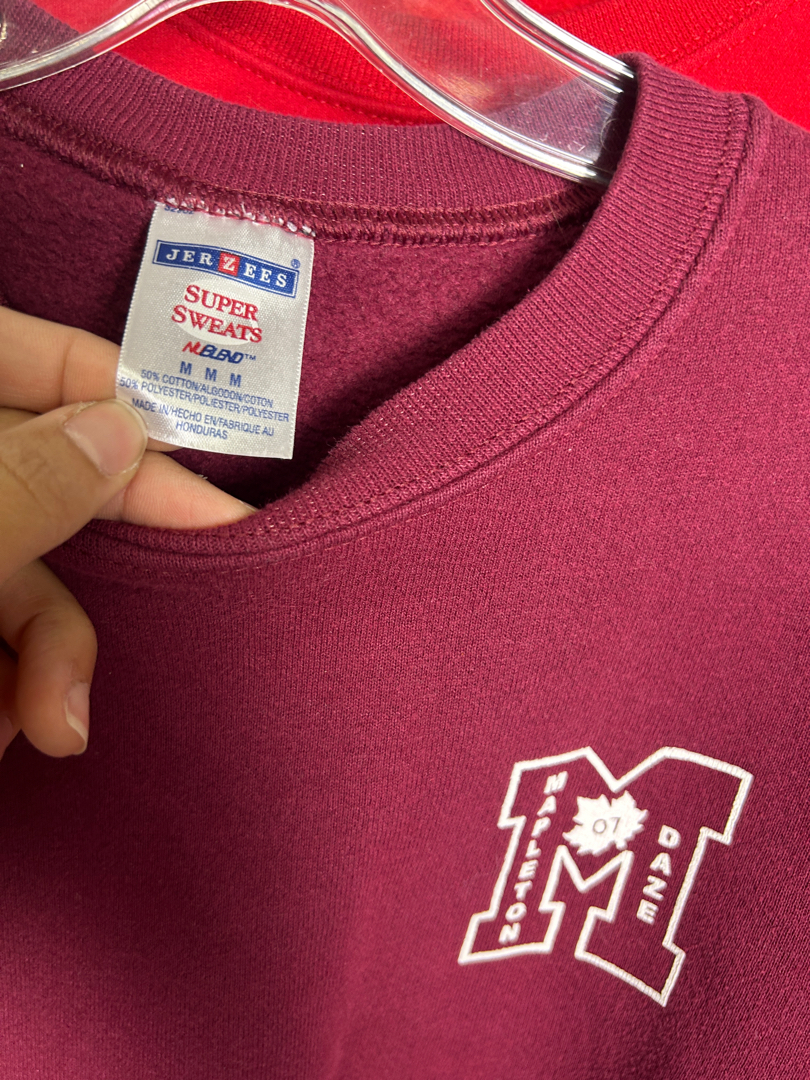 JERZEES®
SUPER
SWEATS
NUBLEND™
M M M
50% COTTON/ALGODON/COTON
50% POLYESTER/POLIESTER/POLYESTER
MADE IN/HECHO EN/FABRIQUE AU
HONDURAS
MAPLETON
07
DAZE